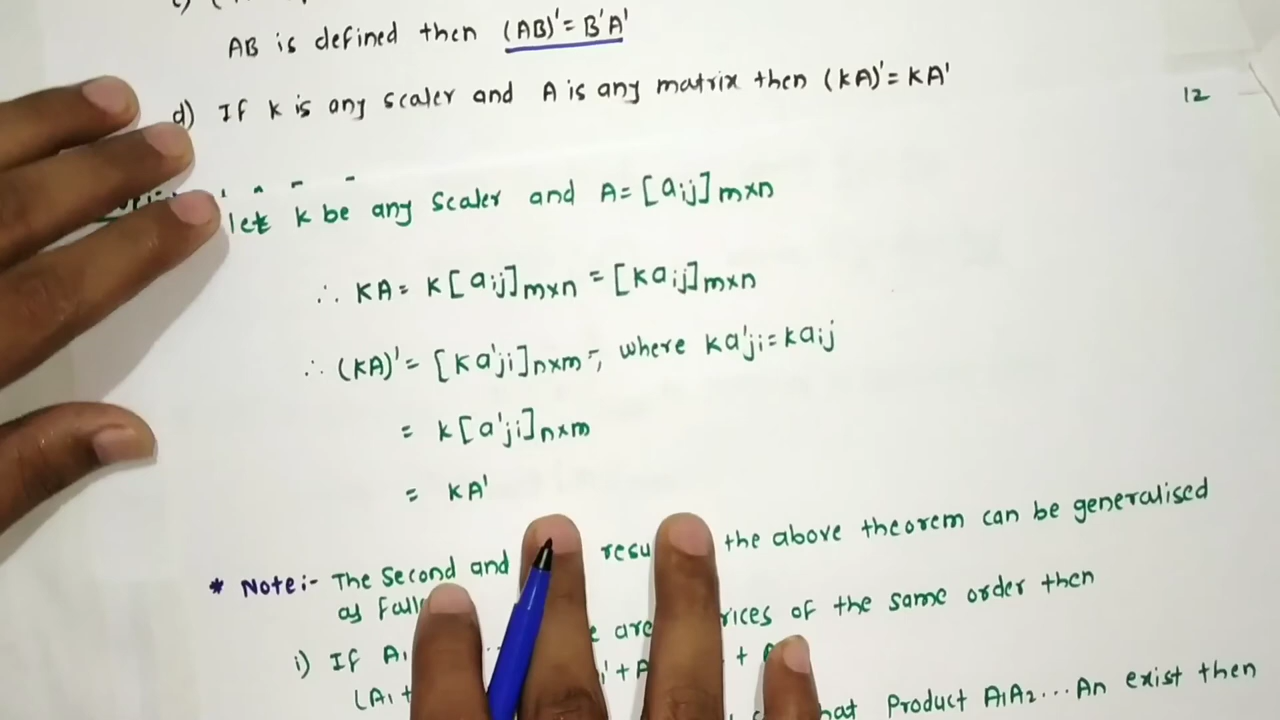 AB is defined then (AB)' = B'A'
d) If k is any scaler and A is any matrix then (kA)' = KA'
12
let k be any scaler and A = [aij]m×n
∴ KA = k[aij]m×n = [kaij]m×n
∴ (KA)' = [ka'ji]n×m, where ka'ji = kaij
= k[a'ji]n×m
= KA'
* Note:- The second and the above theorem can be generalised
as
i) If A1 are of the same order then
(A1 +
Product A1A2...An exist then